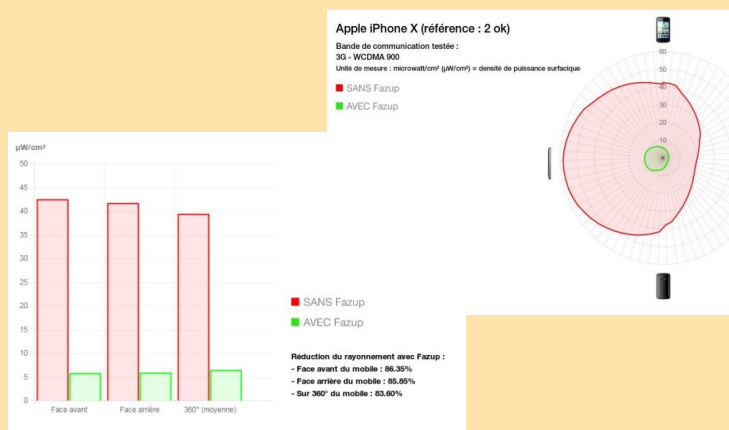 Apple iPhone X (référence : 2 ok)
Bande de communication testée :
3G - WCDMA 900
Unité de mesure : microwatt/cm² (µW/cm²) = densité de puissance surfacique
SANS Fazup
AVEC Fazup
60
50
40
30
20
10
µW/cm²
50
45
40
35
30
25
20
15
10
5
0
Face avant
Face arrière
360° (moyenne)
SANS Fazup
AVEC Fazup
Réduction du rayonnement avec Fazup :
- Face avant du mobile : 86.35%
- Face arrière du mobile : 85.85%
- Sur 360° du mobile : 83.60%